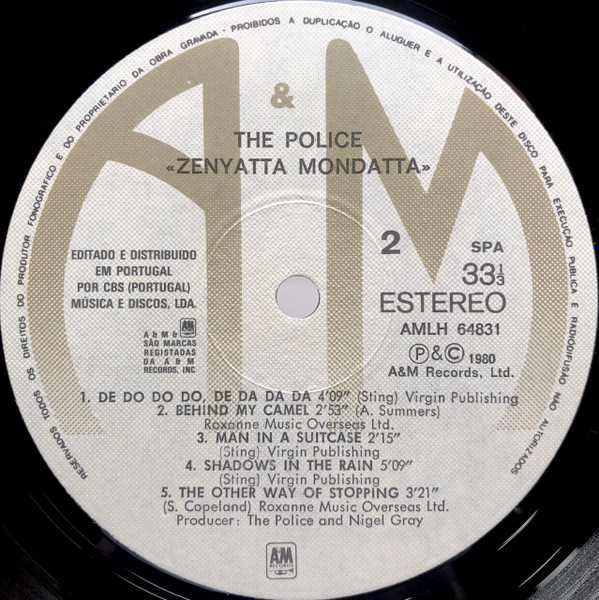 RESERVADOS TODOS OS DIREITOS DO PRODUTOR FONOGRAFICO E DO PROPRIETARIO DA OBRA GRAVADA - PROIBIDOS A DUPLICAÇÃO O ALUGUER E A UTILIZAÇÃO DESTE DISCO PARA EXECUÇÃO PUBLICA E RADIODIFUSÃO NÃO AUTORIZADOS
A & M
THE POLICE
«ZENYATTA MONDATTA»
EDITADO E DISTRIBUIDO
EM PORTUGAL
POR CBS (PORTUGAL)
MÚSICA E DISCOS, LDA.
A & M & AM RECORDS
SÃO MARCAS
REGISTADAS
DA A & M
RECORDS, INC
2 SPA
33⅓
ESTEREO
AMLH 64831
Ⓟ&© 1980
A&M Records, Ltd.
1. DE DO DO DO, DE DA DA DA 4'09" (Sting) Virgin Publishing
2. BEHIND MY CAMEL 2'53" (A. Summers)
Roxanne Music Overseas Ltd.
3. MAN IN A SUITCASE 2'15"
(Sting) Virgin Publishing
4. SHADOWS IN THE RAIN 5'09"
(Sting) Virgin Publishing
5. THE OTHER WAY OF STOPPING 3'21"
(S. Copeland) Roxanne Music Overseas Ltd.
Producer: The Police and Nigel Gray
AM
RECORDS